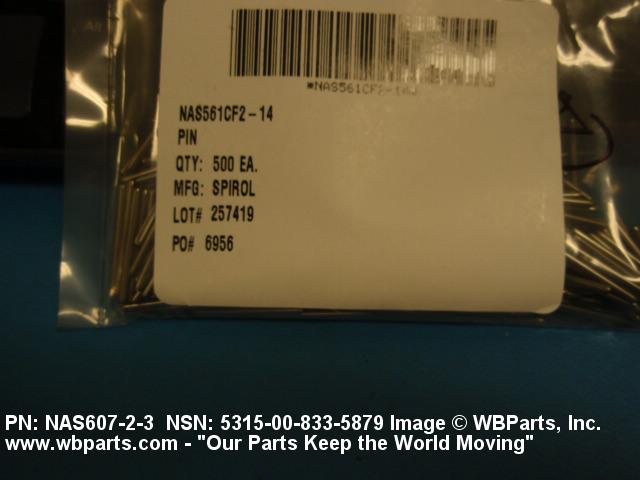 *NAS561CF2-14*
NAS561CF2-14
PIN
QTY: 500 EA.
MFG: SPIROL
LOT# 257419
PO# 6956
PN: NAS607-2-3 NSN: 5315-00-833-5879 Image © WBParts, Inc.
www.wbparts.com - "Our Parts Keep the World Moving"